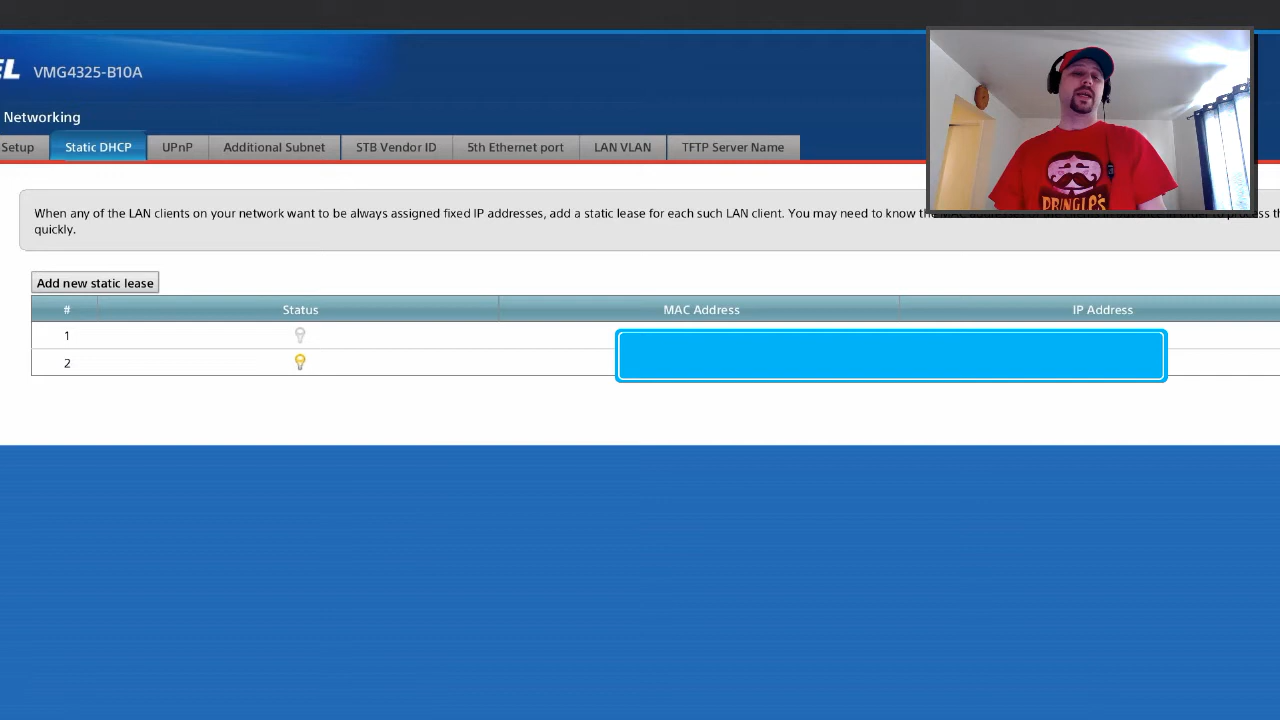 EL VMG4325-B10A
Networking
Setup Static DHCP UPnP Additional Subnet STB Vendor ID 5th Ethernet port LAN VLAN TFTP Server Name
When any of the LAN clients on your network want to be always assigned fixed IP addresses, add a static lease for each such LAN client. You may need to know the MAC
quickly.
Add new static lease
# Status MAC Address IP Address
1
2
PRINGLE'S